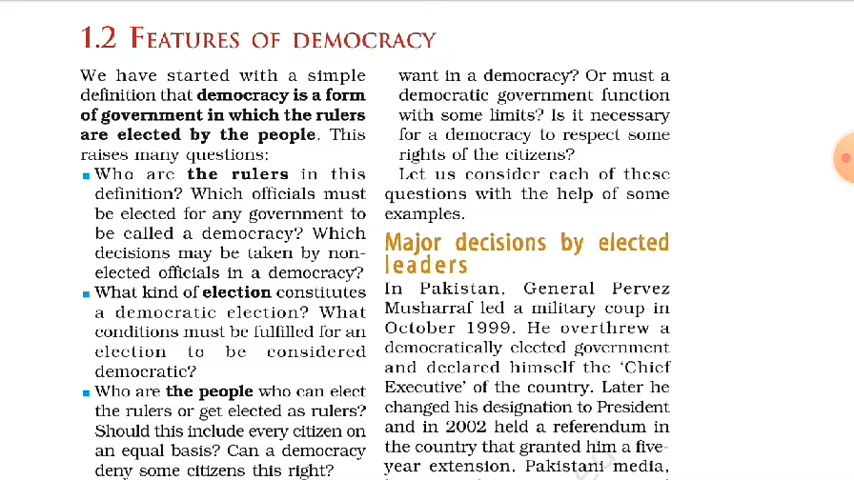 1.2 FEATURES OF DEMOCRACY
We have started with a simple
definition that democracy is a form
of government in which the rulers
are elected by the people. This
raises many questions:
Who are the rulers in this
definition? Which officials must
be elected for any government to
be called a democracy? Which
decisions may be taken by non-
elected officials in a democracy?
What kind of election constitutes
a democratic election? What
conditions must be fulfilled for an
election to be considered
democratic?
Who are the people who can elect
the rulers or get elected as rulers?
Should this include every citizen on
an equal basis? Can a democracy
deny some citizens this right?
want in a democracy? Or must a
democratic government function
with some limits? Is it necessary
for a democracy to respect some
rights of the citizens?
Let us consider each of these
questions with the help of some
examples.
Major decisions by elected
leaders
In Pakistan, General Pervez
Musharraf led a military coup in
October 1999. He overthrew a
democratically elected government
and declared himself the ‘Chief
Executive’ of the country. Later he
changed his designation to President
and in 2002 held a referendum in
the country that granted him a five-
year extension. Pakistani media,